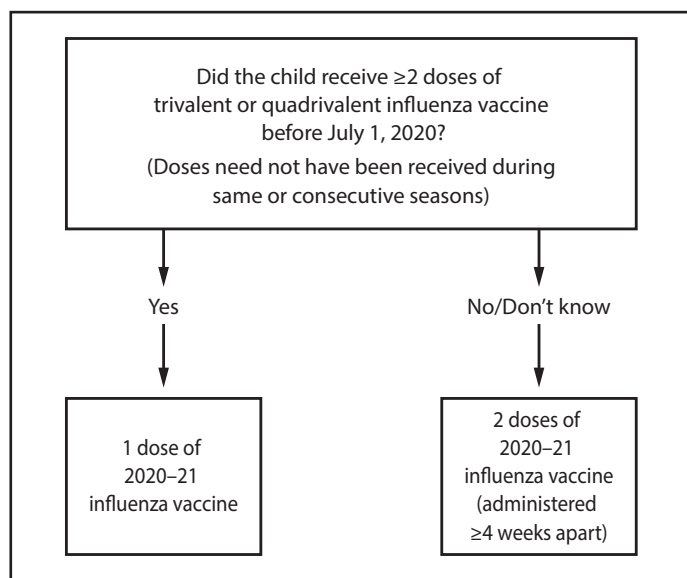 Did the child receive ≥2 doses of
trivalent or quadrivalent influenza vaccine
before July 1, 2020?
(Doses need not have been received during
same or consecutive seasons)
Yes
No/Don’t know
1 dose of
2020–21
influenza vaccine
2 doses of
2020–21
influenza vaccine
(administered
≥4 weeks apart)